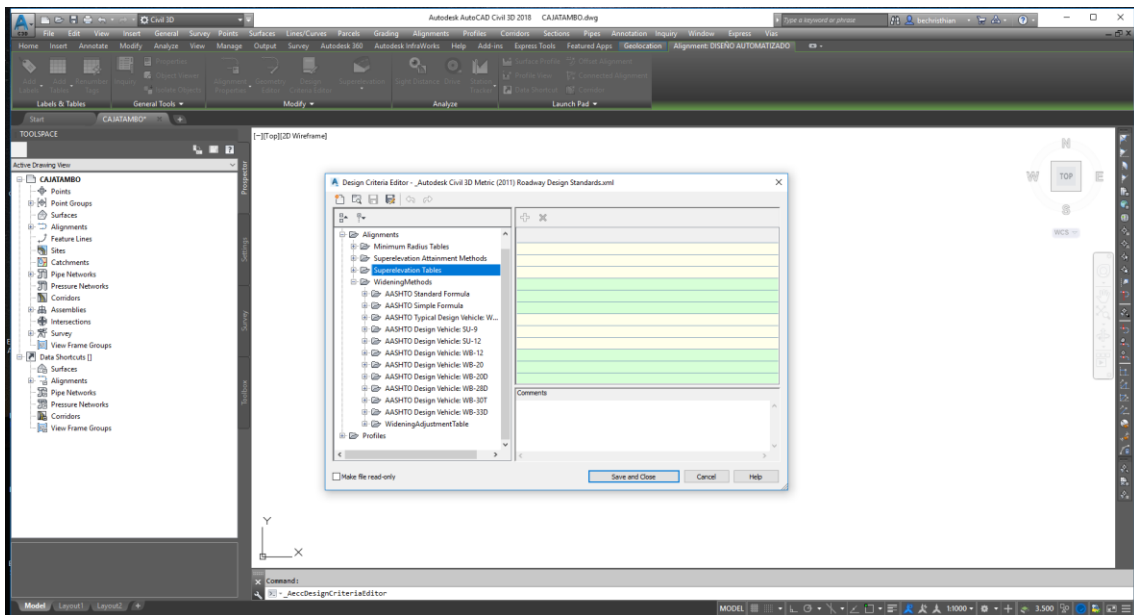 Civil 3D
Autodesk AutoCAD Civil 3D 2018 CAJATAMBO.dwg
Type a keyword or phrase
bechristhian
File Edit View Insert General Survey Points Surfaces Lines/Curves Parcels Grading Alignments Profiles Corridors Sections Pipes Annotation Inquiry Window Express Vias
Home Insert Annotate Modify Analyze View Manage Output Survey Autodesk 360 Autodesk InfraWorks Help Add-ins Express Tools Featured Apps Geolocation Alignment: DISEÑO AUTOMATIZADO
Labels & Tables General Tools Modify Analyze Launch Pad
Start CAJATAMBO*
TOOLSPACE
[−][Top][2D Wireframe]
Active Drawing View
CAJATAMBO
Points
Point Groups
Surfaces
Alignments
Feature Lines
Sites
Catchments
Pipe Networks
Pressure Networks
Corridors
Assemblies
Intersections
Survey
View Frame Groups
Data Shortcuts []
Surfaces
Alignments
Pipe Networks
Pressure Networks
Corridors
View Frame Groups
Prospector
Settings
Survey
Toolbox
Design Criteria Editor - _Autodesk Civil 3D Metric (2011) Roadway Design Standards.xml
Alignments
Minimum Radius Tables
Superelevation Attainment Methods
Superelevation Tables
WideningMethods
AASHTO Standard Formula
AASHTO Simple Formula
AASHTO Typical Design Vehicle: W...
AASHTO Design Vehicle: SU-9
AASHTO Design Vehicle: SU-12
AASHTO Design Vehicle: WB-12
AASHTO Design Vehicle: WB-20
AASHTO Design Vehicle: WB-20D
AASHTO Design Vehicle: WB-28D
AASHTO Design Vehicle: WB-30T
AASHTO Design Vehicle: WB-33D
WideningAdjustmentTable
Profiles
Comments
Make file read-only
Save and Close Cancel Help
N
W TOP E
S
WCS
Y
X
Command:
- _AeccDesignCriteriaEditor
Model Layout1 Layout2 +
MODEL 1:1000 3.500